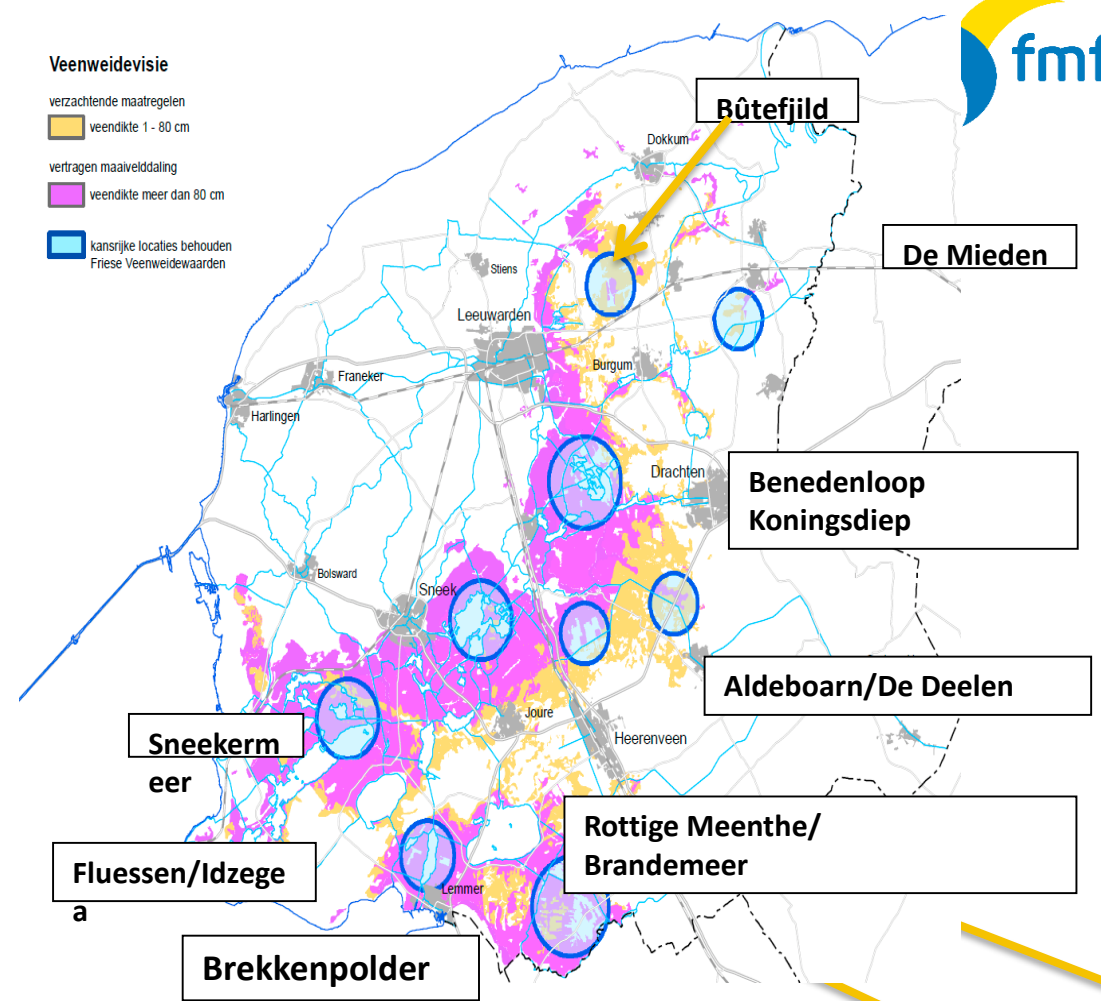 fmf
Veenweidevisie
verzachtende maatregelen
veendikte 1 - 80 cm
vertragen maaivelddaling
veendikte meer dan 80 cm
kansrijke locaties behouden
Friese Veenweidewaarden
Bûtefjild
Dokkum
De Mieden
Stiens
Leeuwarden
Burgum
Franeker
Harlingen
Drachten
Benedenloop
Koningsdiep
Bolsward
Sneek
Aldeboarn/De Deelen
Joure
Heerenveen
Sneekerm
eer
Rottige Meenthe/
Brandemeer
Fluessen/Idzege
a
Lemmer
Brekkenpolder